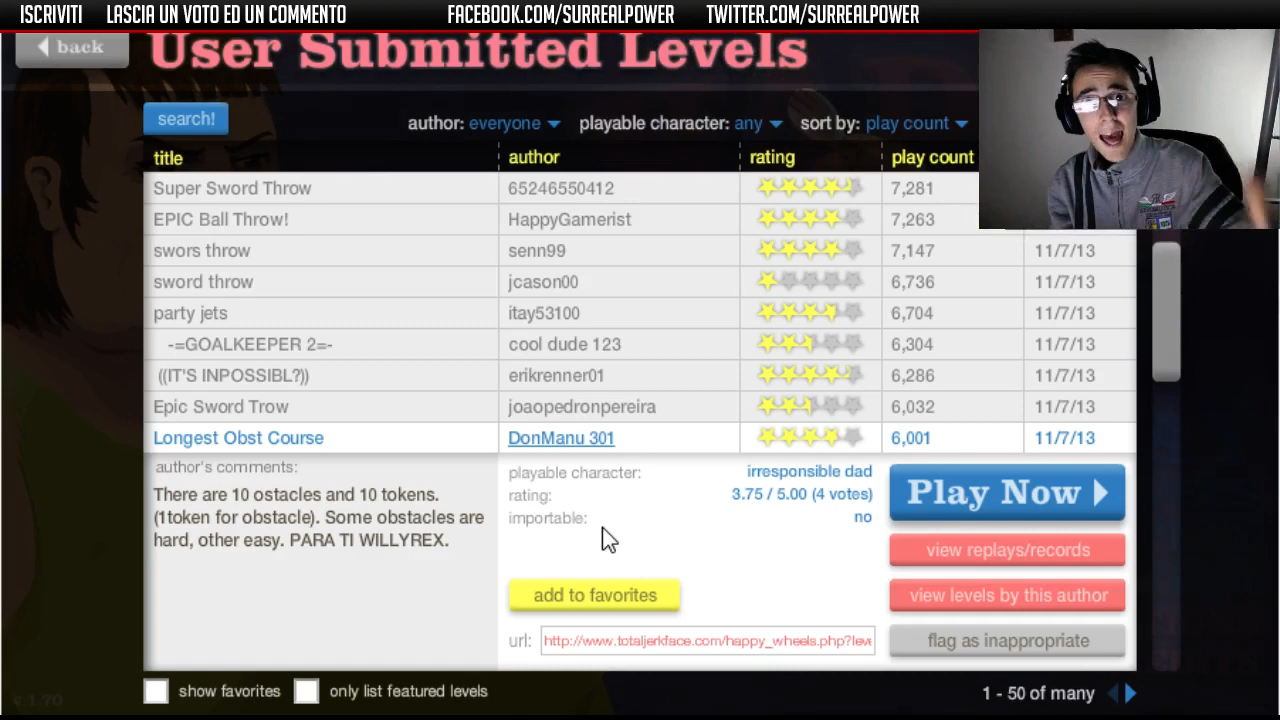 ISCRIVITI LASCIA UN VOTO ED UN COMMENTO FACEBOOK.COM/SURREALPOWER TWITTER.COM/SURREALPOWER
back User Submitted Levels
search! author: everyone playable character: any sort by: play count
title author rating play count
Super Sword Throw 65246550412 7,281
EPIC Ball Throw! HappyGamerist 7,263
swors throw senn99 7,147 11/7/13
sword throw jcason00 6,736 11/7/13
party jets itay53100 6,704 11/7/13
-=GOALKEEPER 2=- cool dude 123 6,304 11/7/13
((IT'S INPOSSIBL?)) erikrenner01 6,286 11/7/13
Epic Sword Trow joaopedronpereira 6,032 11/7/13
Longest Obst Course DonManu 301 6,001 11/7/13
author's comments:
There are 10 ostacles and 10 tokens.
(1token for obstacle). Some obstacles are
hard, other easy. PARA TI WILLYREX.
playable character: irresponsible dad
rating: 3.75 / 5.00 (4 votes)
importable: no
add to favorites
url: http://www.totaljerkface.com/happy_wheels.php?leve
Play Now
view replays/records
view levels by this author
flag as inappropriate
v 1.70 show favorites only list featured levels 1 - 50 of many